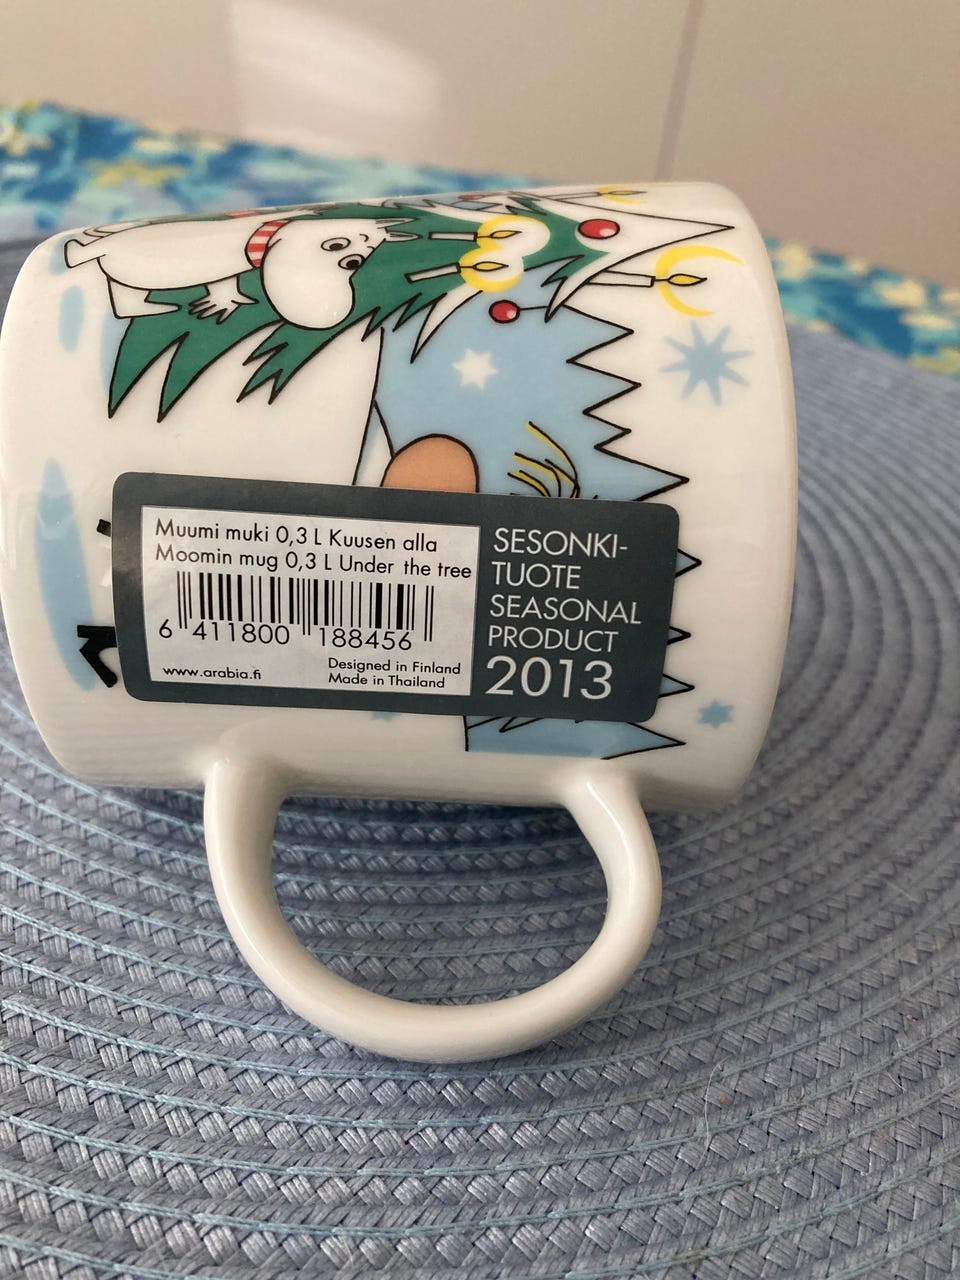 Muumi muki 0,3 L Kuusen alla
Moomin mug 0,3 L Under the tree
6 411800 188456
www.arabia.fi
Designed in Finland
Made in Thailand
SESONKI-
TUOTE
SEASONAL
PRODUCT
2013